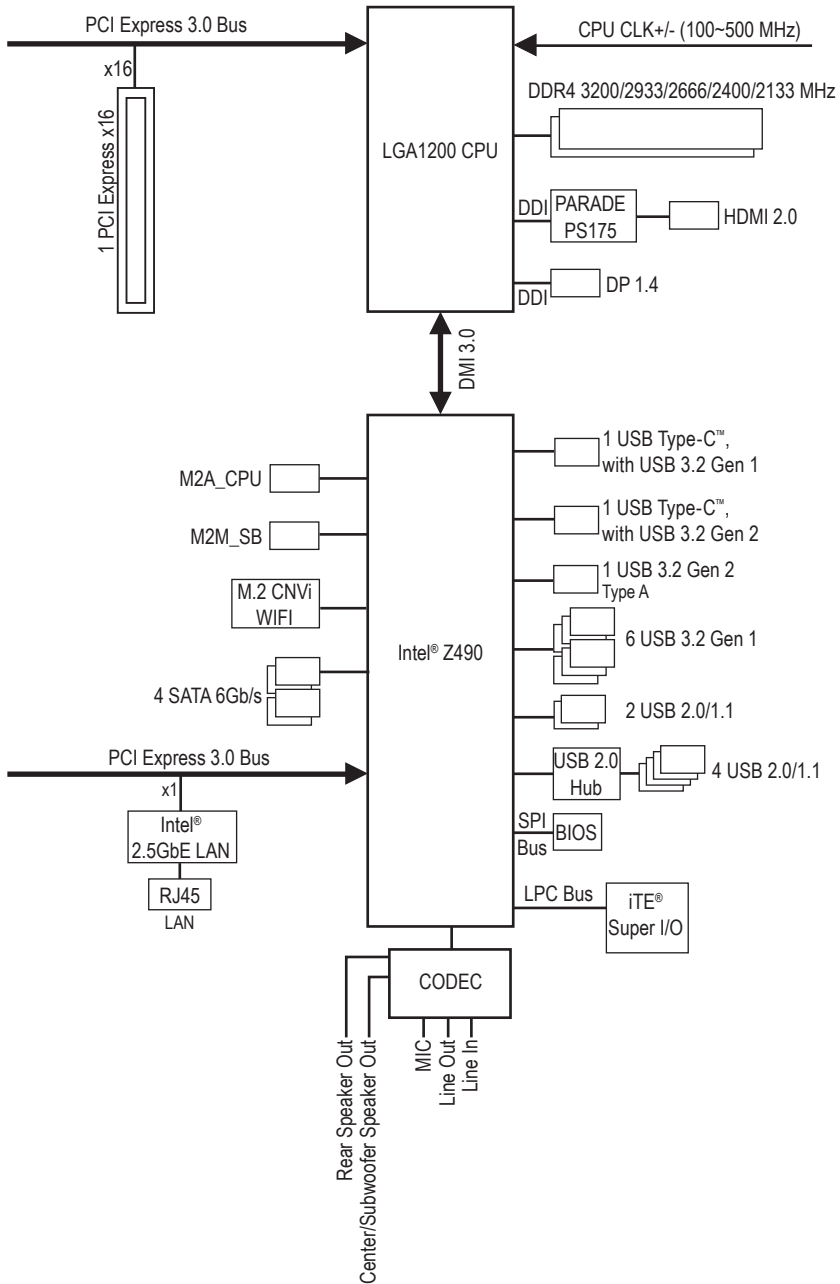 PCI Express 3.0 Bus
CPU CLK+/- (100~500 MHz)
x16
1 PCI Express x16
DDR4 3200/2933/2666/2400/2133 MHz
LGA1200 CPU
DDI
PARADE
PS175
HDMI 2.0
DDI
DP 1.4
DMI 3.0
M2A_CPU
M2M_SB
M.2 CNVi
WIFI
4 SATA 6Gb/s
Intel® Z490
1 USB Type-C™,
with USB 3.2 Gen 1
1 USB Type-C™,
with USB 3.2 Gen 2
1 USB 3.2 Gen 2
Type A
6 USB 3.2 Gen 1
2 USB 2.0/1.1
USB 2.0
Hub
4 USB 2.0/1.1
PCI Express 3.0 Bus
x1
Intel®
2.5GbE LAN
RJ45
LAN
SPI
Bus
BIOS
LPC Bus
iTE®
Super I/O
CODEC
Rear Speaker Out
Center/Subwoofer Speaker Out
MIC
Line Out
Line In